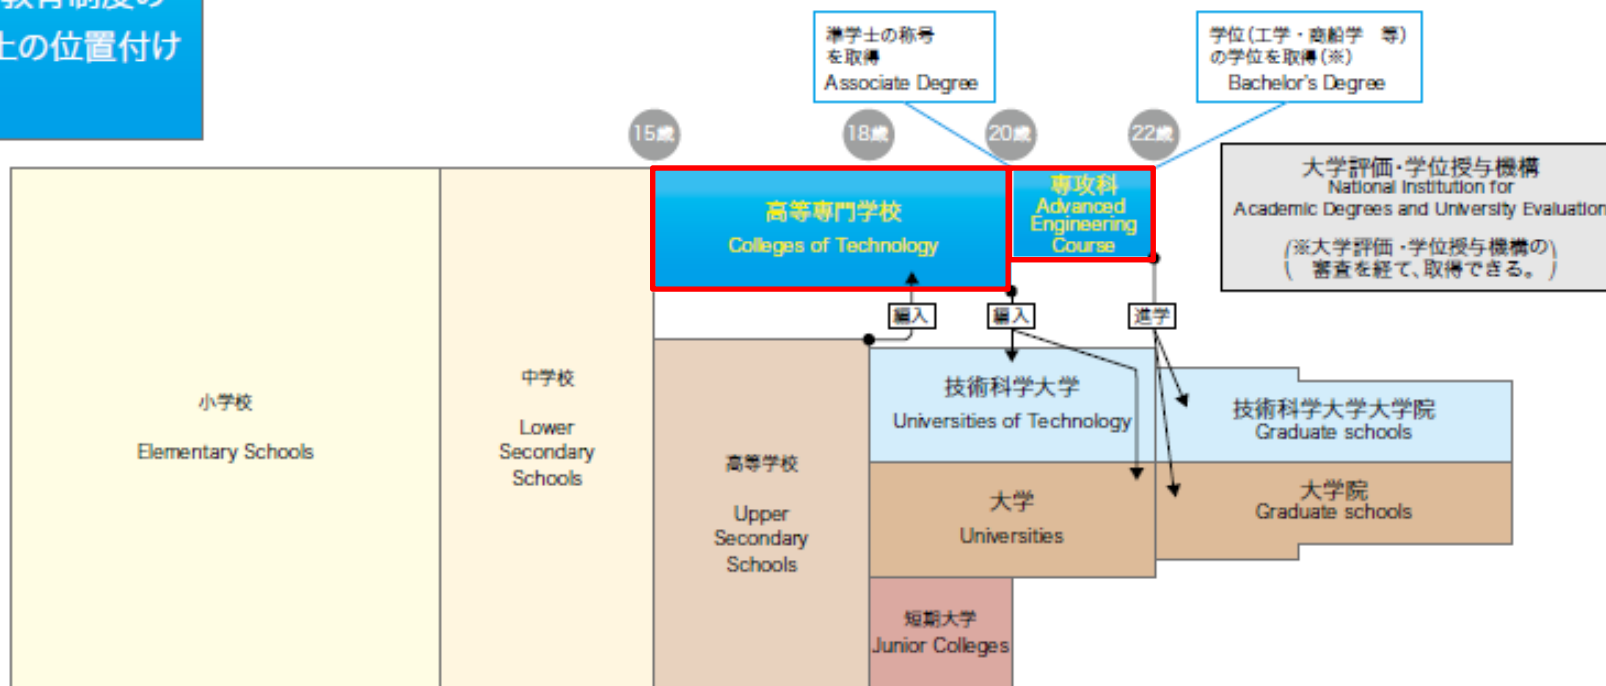 教育制度の
上の位置付け
準学士の称号
を取得
Associate Degree
学位(工学・商船学　等)
の学位を取得(※)
Bachelor's Degree
15歳
18歳
20歳
22歳
高等専門学校
Colleges of Technology
専攻科
Advanced
Engineering
Course
大学評価・学位授与機構
National Institution for
Academic Degrees and University Evaluation
(※大学評価・学位授与機構の
審査を経て、取得できる。)
編入
編入
進学
小学校
Elementary Schools
中学校
Lower
Secondary
Schools
高等学校
Upper
Secondary
Schools
技術科学大学
Universities of Technology
技術科学大学大学院
Graduate schools
大学
Universities
大学院
Graduate schools
短期大学
Junior Colleges